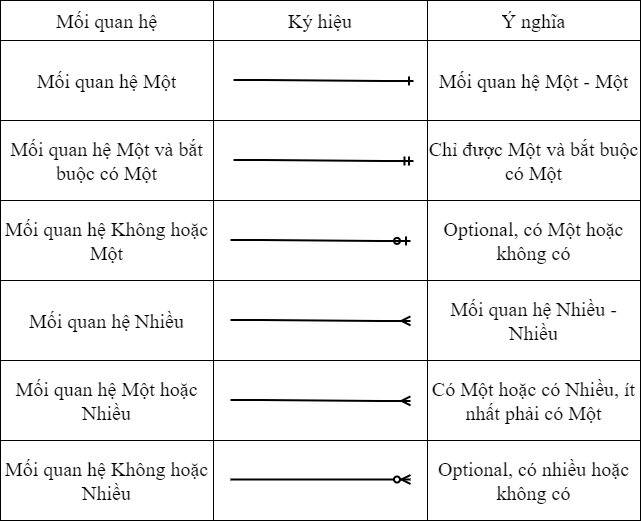 Mối quan hệ
Ký hiệu
Ý nghĩa
Mối quan hệ Một
Mối quan hệ Một - Một
Mối quan hệ Một và bắt
buộc có Một
Chỉ được Một và bắt buộc
có Một
Mối quan hệ Không hoặc
Một
Optional, có Một hoặc
không có
Mối quan hệ Nhiều
Mối quan hệ Nhiều -
Nhiều
Mối quan hệ Một hoặc
Nhiều
Có Một hoặc có Nhiều, ít
nhất phải có Một
Mối quan hệ Không hoặc
Nhiều
Optional, có nhiều hoặc
không có